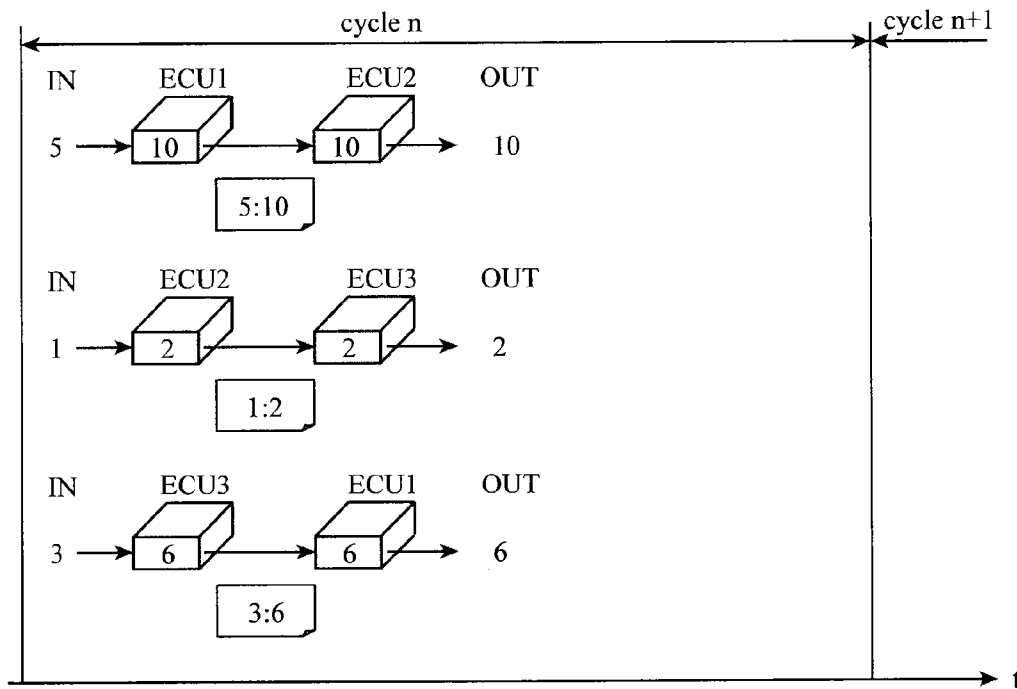 cycle n
cycle n+1
IN ECU1 ECU2 OUT
5 10 10 10
5:10
IN ECU2 ECU3 OUT
1 2 2 2
1:2
IN ECU3 ECU1 OUT
3 6 6 6
3:6